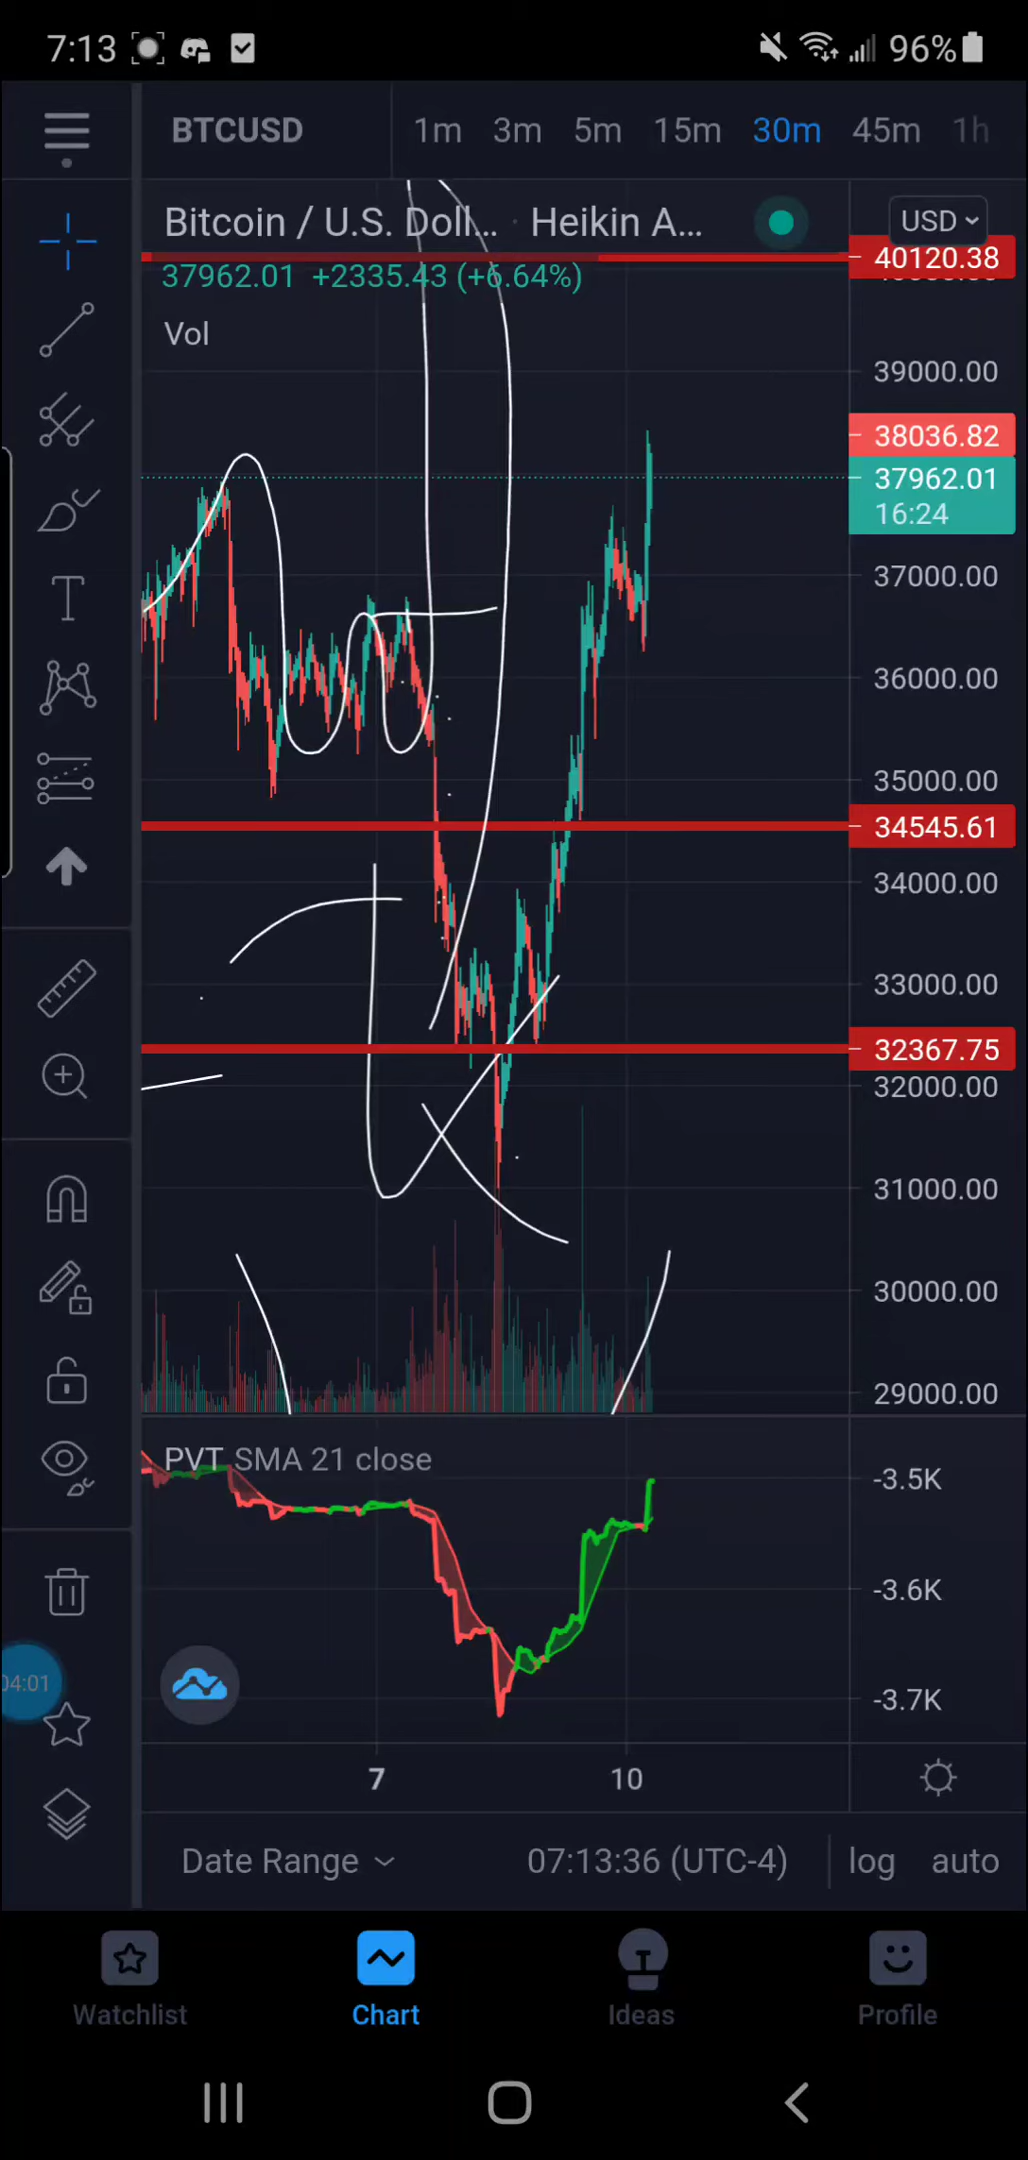 7:13 96%
BTCUSD 1m 3m 5m 15m 30m 45m 1h
Bitcoin / U.S. Doll... · Heikin A... USD
40120.38
37962.01 +2335.43 (+6.64%)
Vol
39000.00
38036.82
37962.01
16:24
37000.00
36000.00
35000.00
34545.61
34000.00
33000.00
32367.75
32000.00
31000.00
30000.00
29000.00
PVT SMA 21 close
-3.5K
-3.6K
04:01
-3.7K
7 10
Date Range 07:13:36 (UTC-4) log auto
Watchlist Chart Ideas Profile